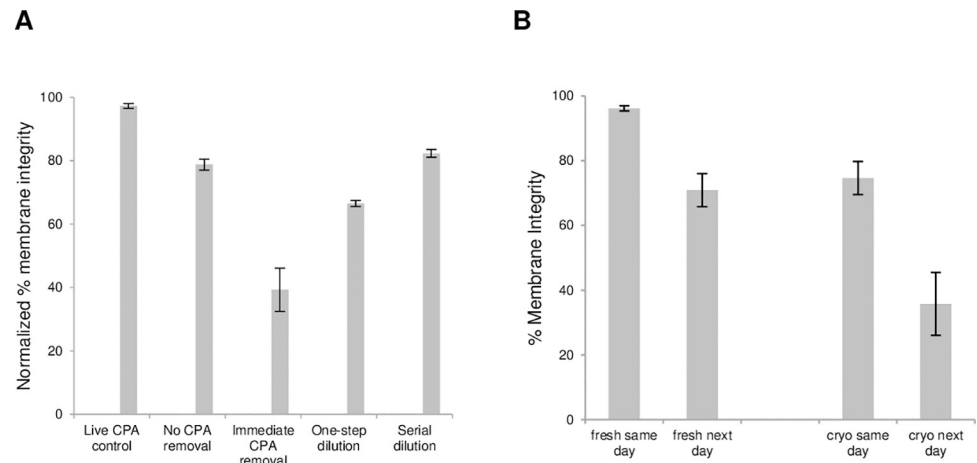 A
B
Normalized % membrane integrity
100
80
60
40
20
0
Live CPA
control
No CPA
removal
Immediate
CPA
removal
One-step
dilution
Serial
dilution
% Membrane Integrity
100
80
60
40
20
0
fresh same
day
fresh next
day
cryo same
day
cryo next
day